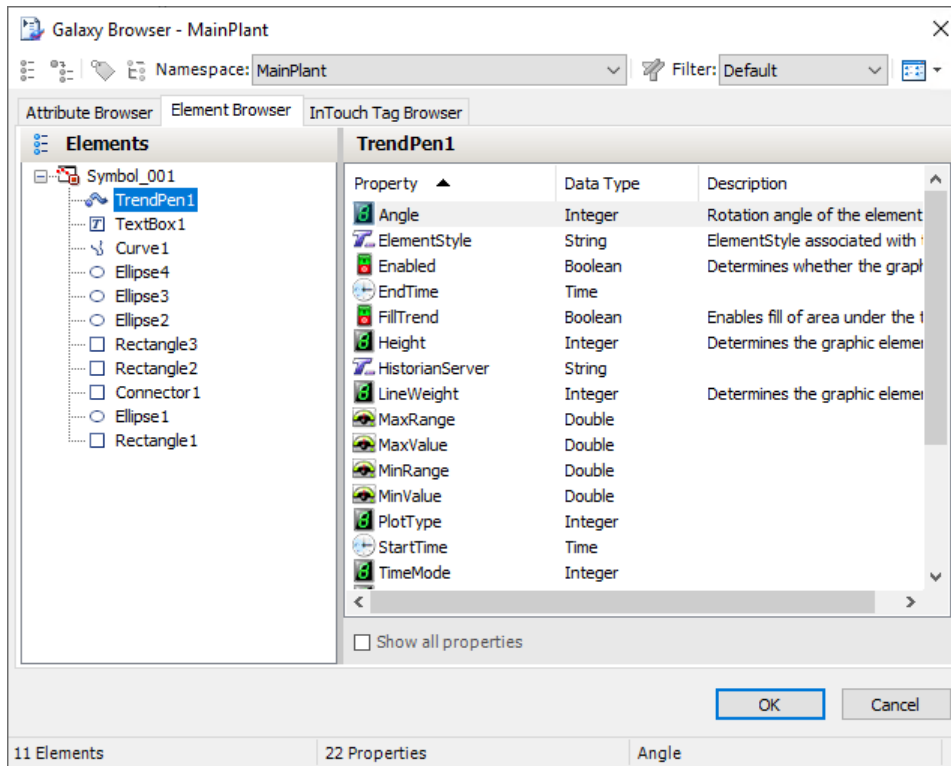 Galaxy Browser - MainPlant
Namespace: MainPlant Filter: Default
Attribute Browser Element Browser InTouch Tag Browser
Elements
Symbol_001
TrendPen1
TextBox1
Curve1
Ellipse4
Ellipse3
Ellipse2
Rectangle3
Rectangle2
Connector1
Ellipse1
Rectangle1
TrendPen1
Property Data Type Description
Angle Integer Rotation angle of the element
ElementStyle String ElementStyle associated with
Enabled Boolean Determines whether the graph
EndTime Time
FillTrend Boolean Enables fill of area under the t
Height Integer Determines the graphic elemen
HistorianServer String
LineWeight Integer Determines the graphic elemen
MaxRange Double
MaxValue Double
MinRange Double
MinValue Double
PlotType Integer
StartTime Time
TimeMode Integer
Show all properties
OK Cancel
11 Elements 22 Properties Angle